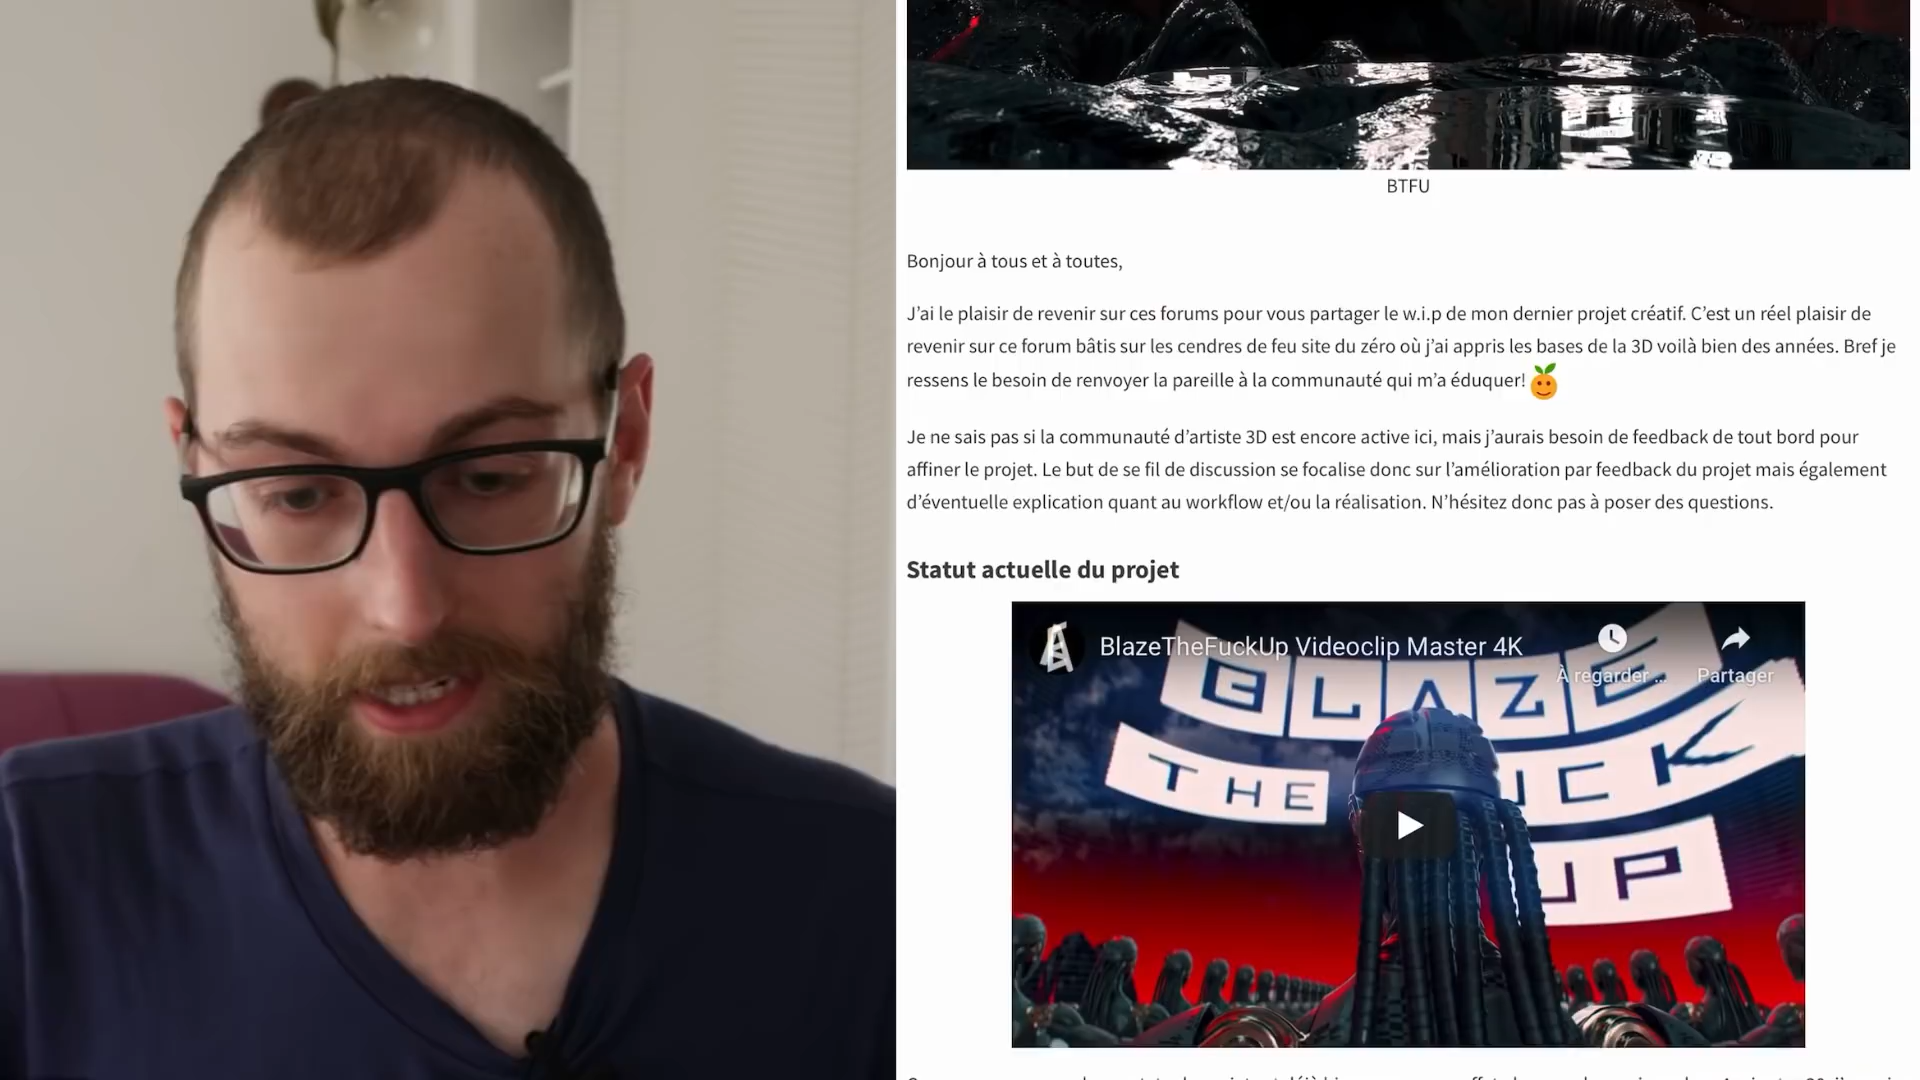 BTFU
Bonjour à tous et à toutes,
J'ai le plaisir de revenir sur ces forums pour vous partager le w.i.p de mon dernier projet créatif. C'est un réel plaisir de
revenir sur ce forum bâtis sur les cendres de feu site du zéro où j'ai appris les bases de la 3D voilà bien des années. Bref je
ressens le besoin de renvoyer la pareille à la communauté qui m'a éduquer!
Je ne sais pas si la communauté d'artiste 3D est encore active ici, mais j'aurais besoin de feedback de tout bord pour
affiner le projet. Le but de se fil de discussion se focalise donc sur l'amélioration par feedback du projet mais également
d'éventuelle explication quant au workflow et/ou la réalisation. N'hésitez donc pas à poser des questions.
Statut actuelle du projet
BlazeTheFuckUp Videoclip Master 4K
À regarder ...
Partager
BLAZE
THE UCK
UP